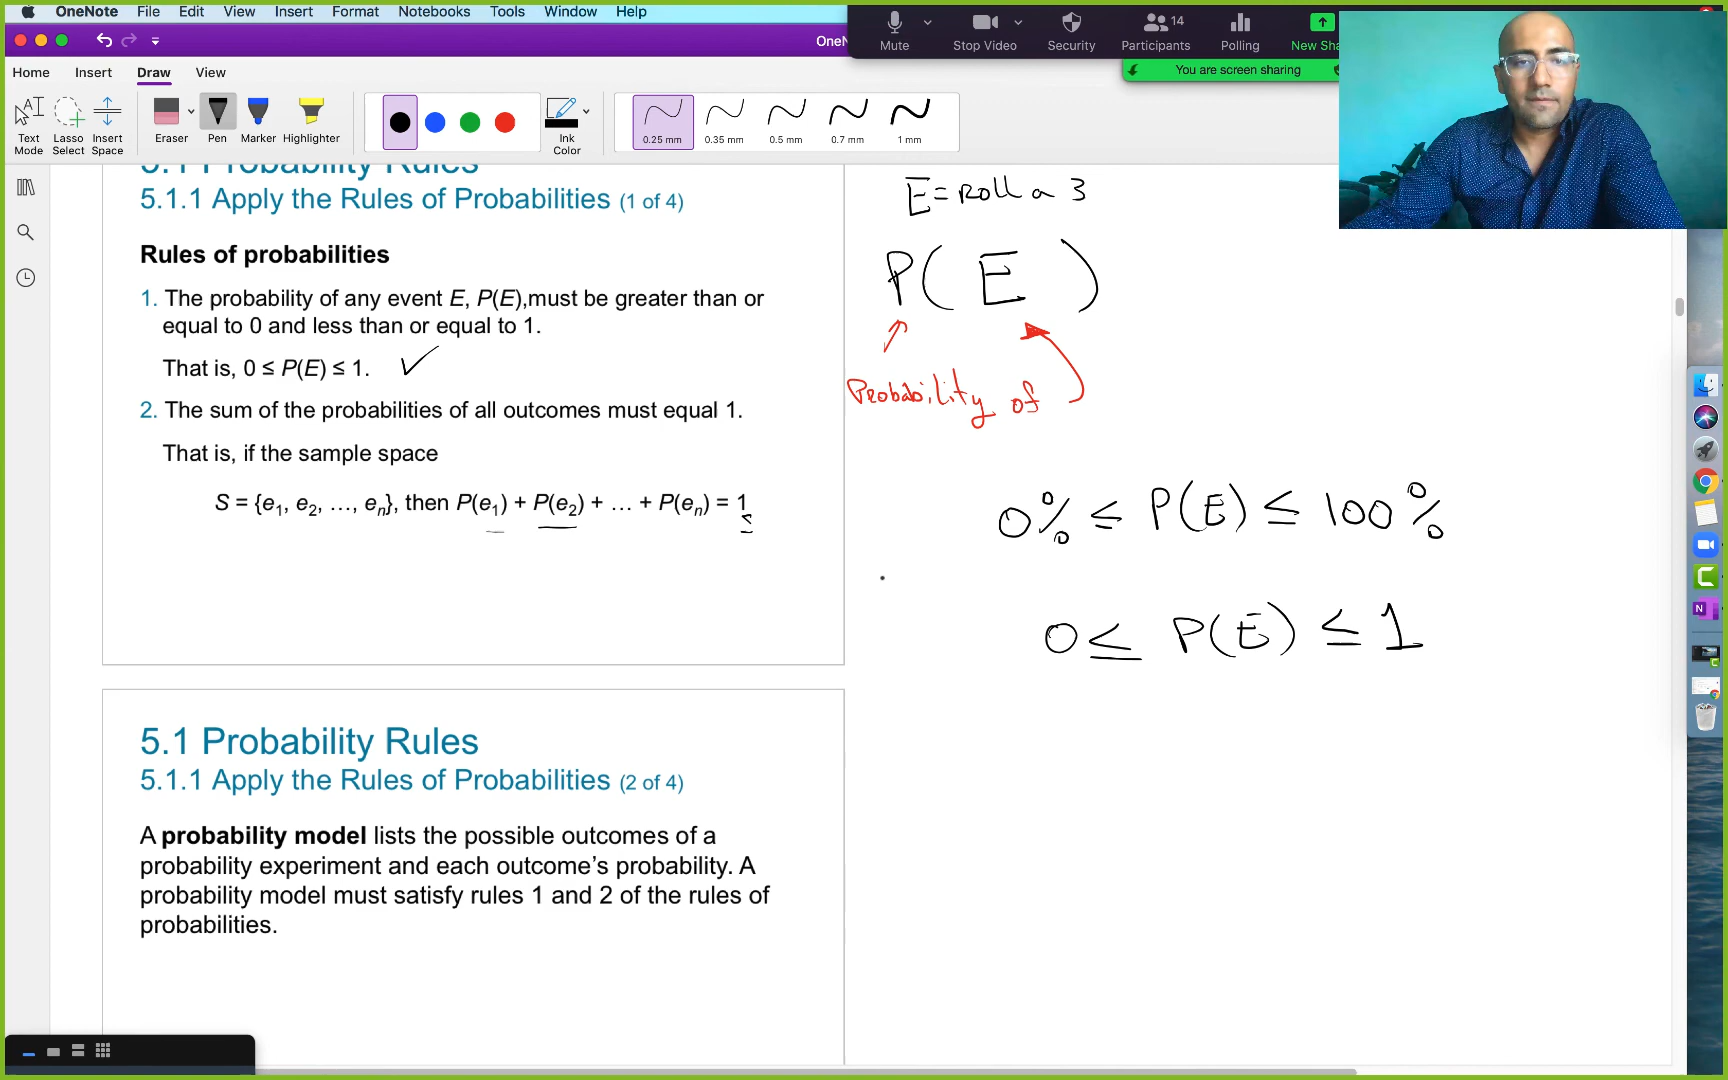 OneNote File Edit View Insert Format Notebooks Tools Window Help
Mute Stop Video Security Participants 14 Polling New Sha
OneN
You are screen sharing
Home Insert Draw View
Text Mode Lasso Select Insert Space Eraser Pen Marker Highlighter Ink Color 0.25 mm 0.35 mm 0.5 mm 0.7 mm 1 mm
5.1 Probability Rules
5.1.1 Apply the Rules of Probabilities (1 of 4)
Rules of probabilities
1. The probability of any event E, P(E),must be greater than or
equal to 0 and less than or equal to 1.
That is, 0 ≤ P(E) ≤ 1.
2. The sum of the probabilities of all outcomes must equal 1.
That is, if the sample space
S = {e₁, e₂, …, eₙ}, then P(e₁) + P(e₂) + … + P(eₙ) = 1
E = roll a 3
P( E )
Probability of
0% ≤ P(E) ≤ 100%
0 ≤ P(E) ≤ 1
5.1 Probability Rules
5.1.1 Apply the Rules of Probabilities (2 of 4)
A probability model lists the possible outcomes of a
probability experiment and each outcome’s probability. A
probability model must satisfy rules 1 and 2 of the rules of
probabilities.